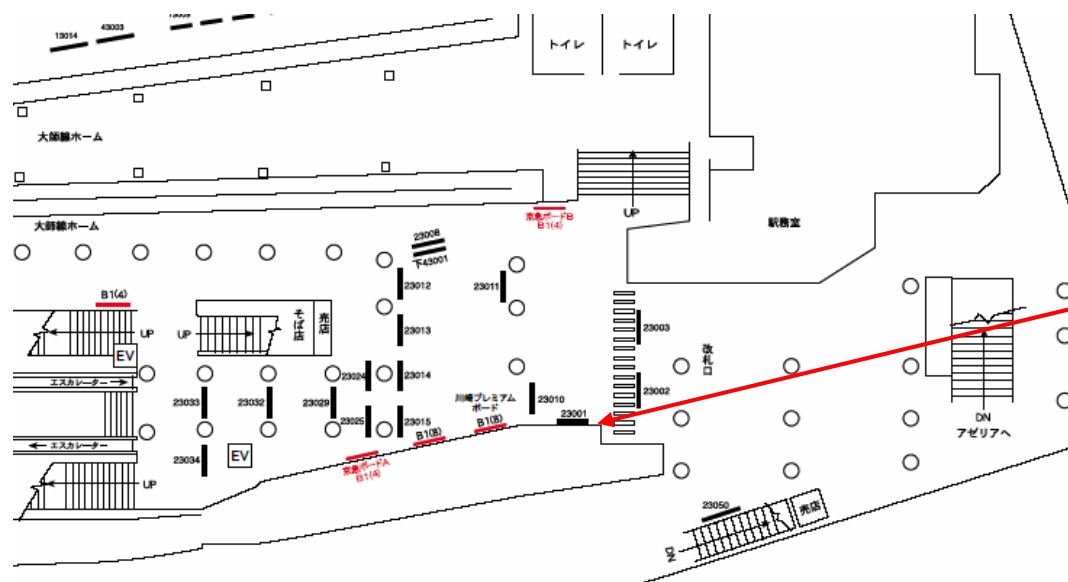 13009
43003
13014
トイレ
トイレ
大師線ホーム
大師線ホーム
UP
京急ボードB
B1(4)
駅務室
23008
下43001
23012
23011
B1(4)
UP
UP
そば店
売店
23013
23003
改札口
EV
エスカレーター
23024
23014
23002
DN
アゼリアへ
23033
23032
23029
23025
23015
川崎プレミアム
ボード
B1(8)
B1(8)
23010
23001
エスカレーター
23034
EV
京急ボードA
B1(4)
UP
23050
売店
DN